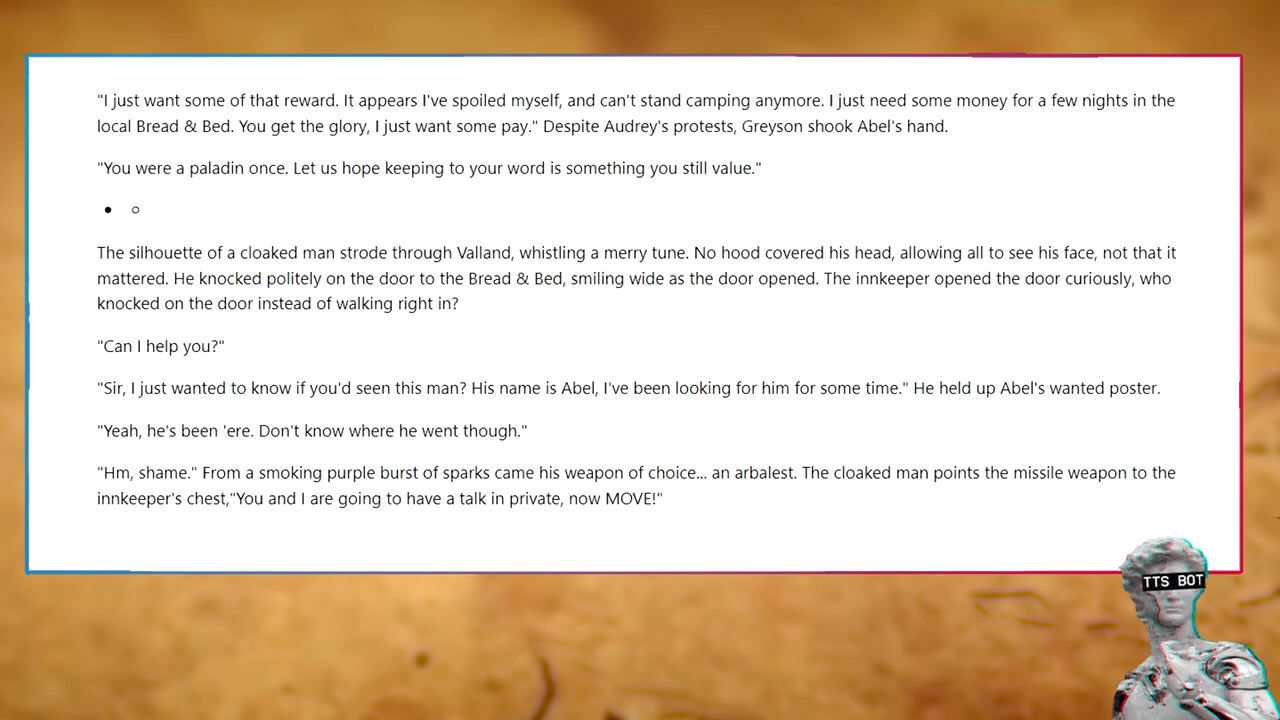 "I just want some of that reward. It appears I've spoiled myself, and can't stand camping anymore. I just need some money for a few nights in the
local Bread & Bed. You get the glory, I just want some pay." Despite Audrey's protests, Greyson shook Abel's hand.
"You were a paladin once. Let us hope keeping to your word is something you still value."
The silhouette of a cloaked man strode through Valland, whistling a merry tune. No hood covered his head, allowing all to see his face, not that it
mattered. He knocked politely on the door to the Bread & Bed, smiling wide as the door opened. The innkeeper opened the door curiously, who
knocked on the door instead of walking right in?
"Can I help you?"
"Sir, I just wanted to know if you'd seen this man? His name is Abel, I've been looking for him for some time." He held up Abel's wanted poster.
"Yeah, he's been 'ere. Don't know where he went though."
"Hm, shame." From a smoking purple burst of sparks came his weapon of choice... an arbalest. The cloaked man points the missile weapon to the
innkeeper's chest,"You and I are going to have a talk in private, now MOVE!"
TTS BOT